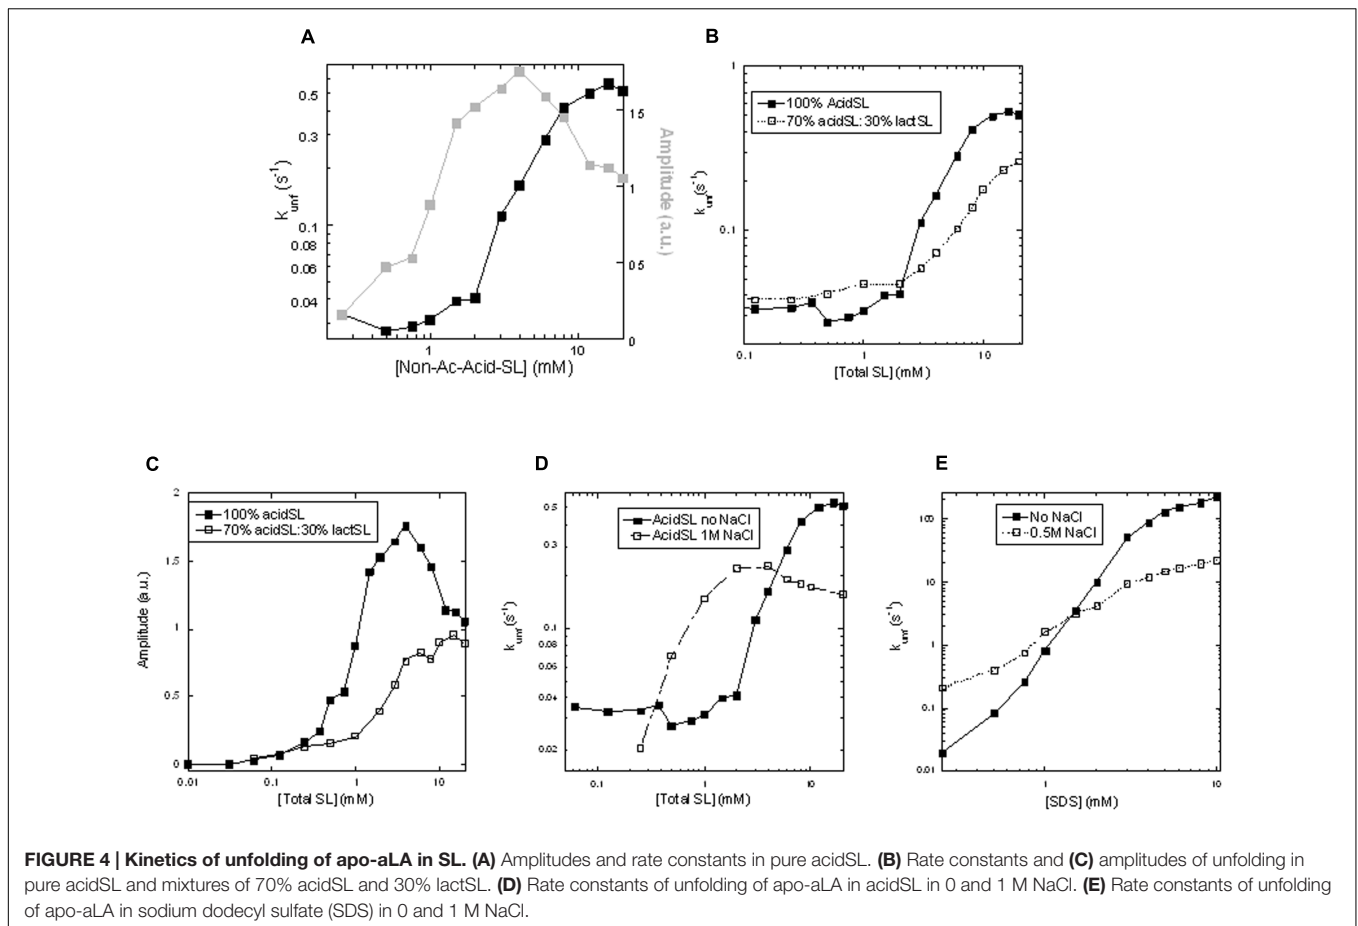 A
0.5
0.3
0.1
0.08
0.06
0.04
k_unf (s⁻¹)
1.5
1
0.5
0
Amplitude (a.u.)
1
10
[Non-Ac-Acid-SL] (mM)
B
1
0.1
k_unf (s⁻¹)
100% AcidSL
70% acidSL: 30% lactSL
0.1
1
10
[Total SL] (mM)
C
2
1.5
1
0.5
0
Amplitude (a.u.)
100% acidSL
70% acidSL:30% lactSL
0.01
0.1
1
10
[Total SL] (mM)
D
0.5
0.3
0.1
0.08
0.06
0.04
0.02
k_unf (s⁻¹)
AcidSL no NaCl
AcidSL 1M NaCl
0.1
1
10
[Total SL] (mM)
E
100
10
1
0.1
0.01
k_unf (s⁻¹)
No NaCl
0.5M NaCl
1
10
[SDS] (mM)
FIGURE 4 | Kinetics of unfolding of apo-aLA in SL. (A) Amplitudes and rate constants in pure acidSL. (B) Rate constants and (C) amplitudes of unfolding in
pure acidSL and mixtures of 70% acidSL and 30% lactSL. (D) Rate constants of unfolding of apo-aLA in acidSL in 0 and 1 M NaCl. (E) Rate constants of unfolding
of apo-aLA in sodium dodecyl sulfate (SDS) in 0 and 1 M NaCl.